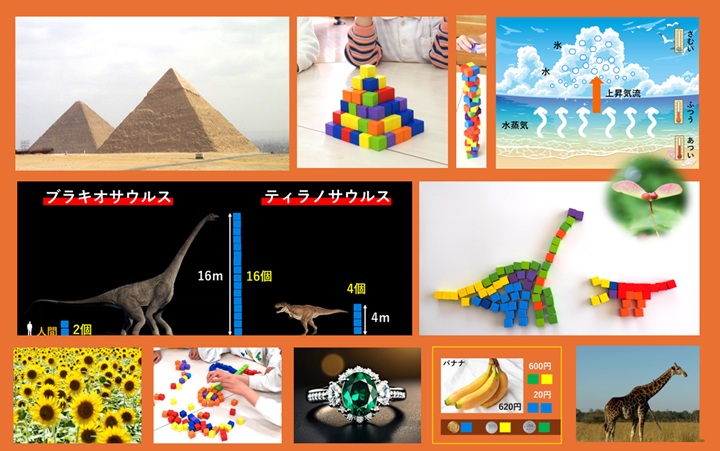 さむい
氷
水
上昇気流
ふつう
水蒸気
あつい
ブラキオサウルス
ティラノサウルス
16m
16個
4個
4m
人間
2個
バナナ
600円
20円
620円